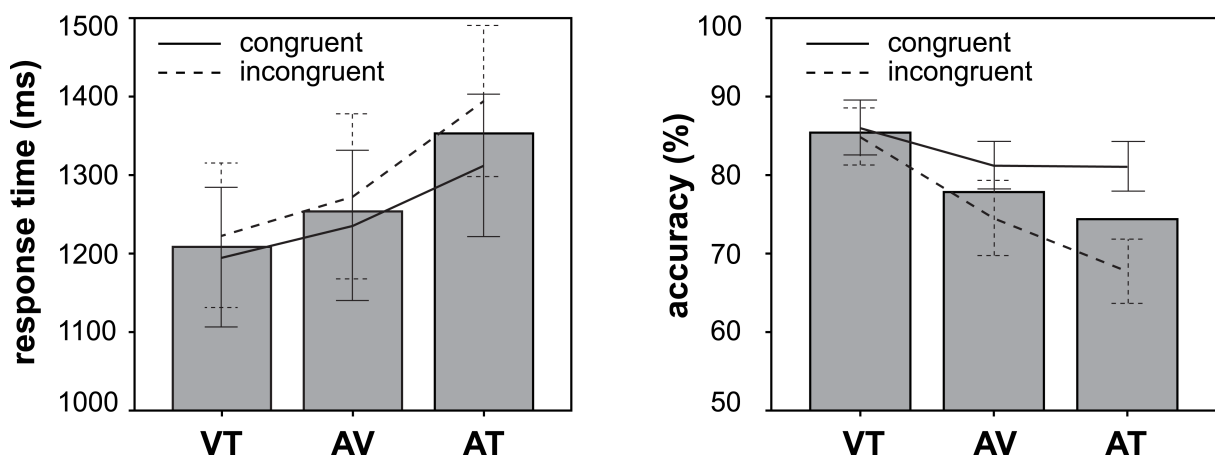 response time (ms)
1500
1400
1300
1200
1100
1000
congruent
incongruent
VT
AV
AT
accuracy (%)
100
90
80
70
60
50
congruent
incongruent
VT
AV
AT